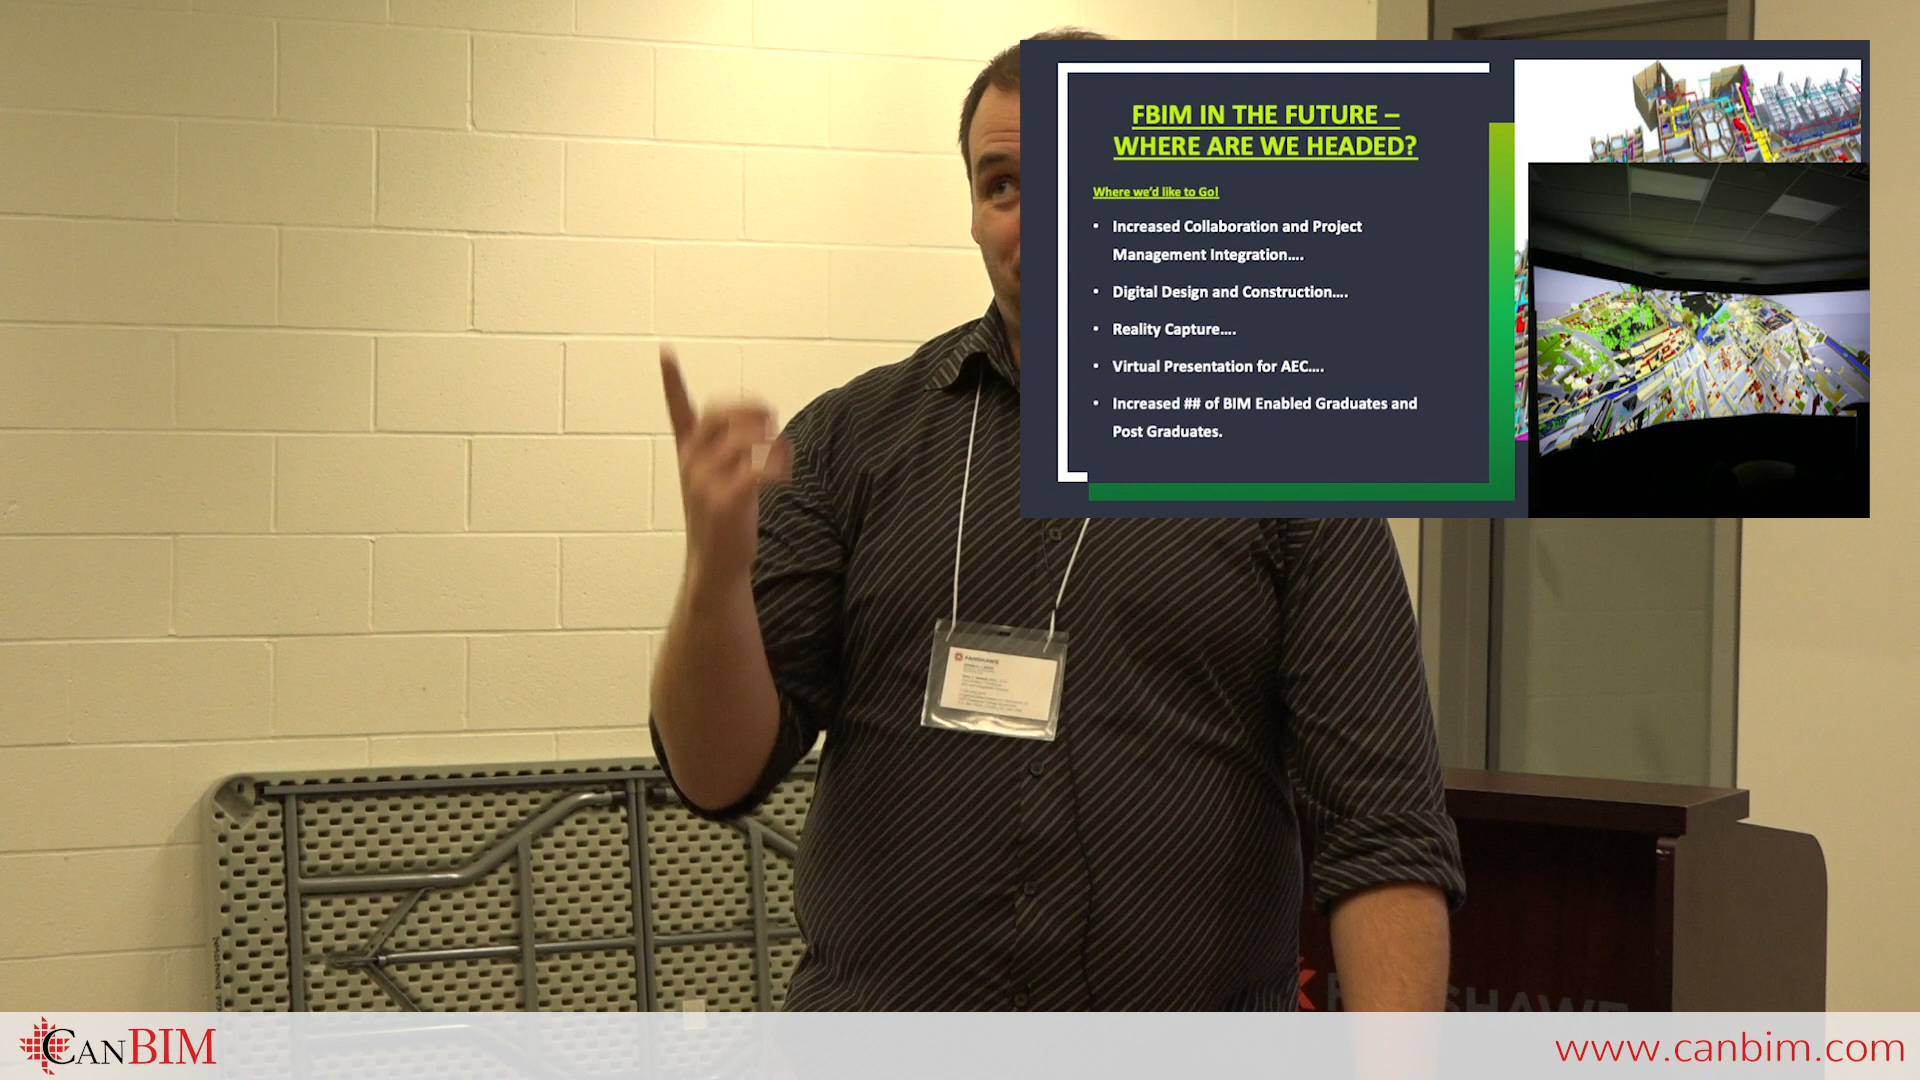 FBIM IN THE FUTURE –
WHERE ARE WE HEADED?
Where we'd like to Go!
• Increased Collaboration and Project
Management Integration....
• Digital Design and Construction....
• Reality Capture....
• Virtual Presentation for AEC....
• Increased ## of BIM Enabled Graduates and
Post Graduates.
FANSHAWE
CANBIM
www.canbim.com